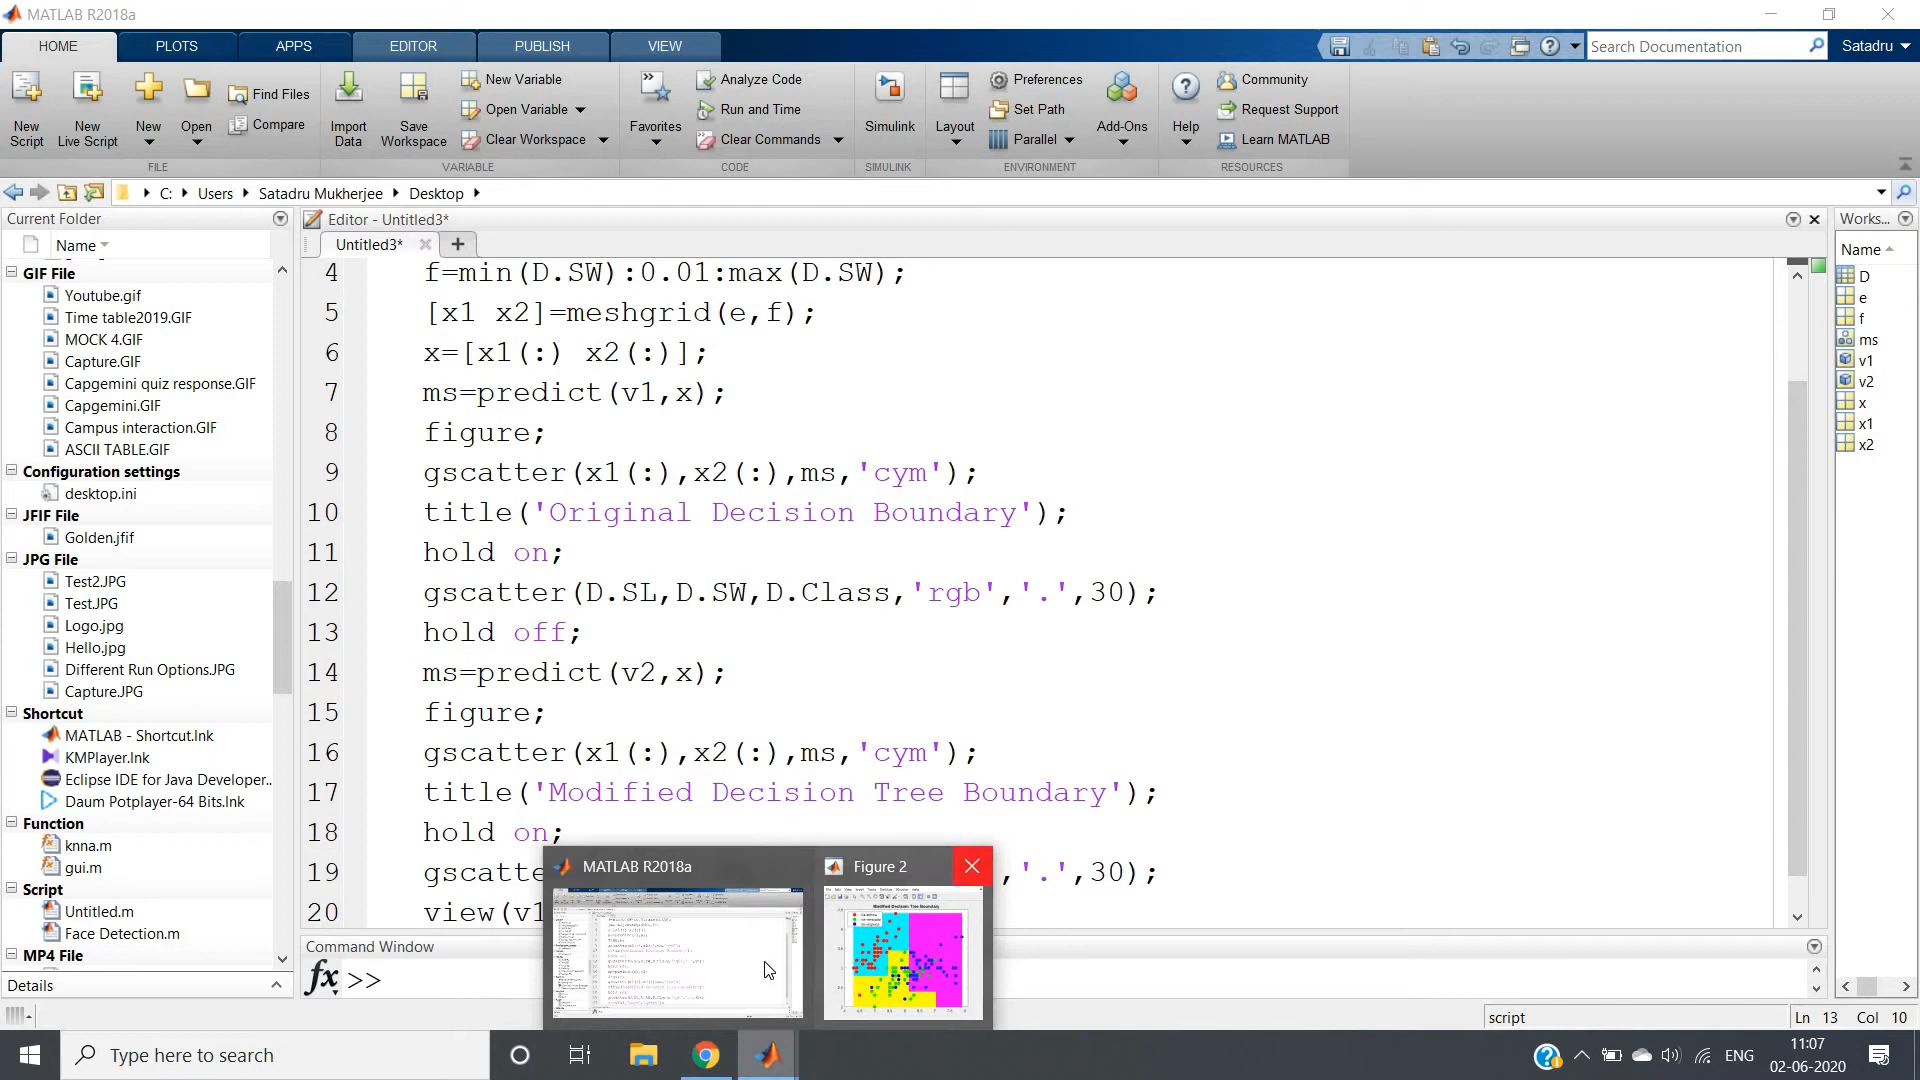 MATLAB R2018a
HOME
PLOTS
APPS
EDITOR
PUBLISH
VIEW
Search Documentation
Satadru
New Script
New Live Script
New
Open
Find Files
Compare
Import Data
Save Workspace
New Variable
Open Variable
Clear Workspace
Favorites
Analyze Code
Run and Time
Clear Commands
Simulink
Layout
Preferences
Set Path
Parallel
Add-Ons
Help
Community
Request Support
Learn MATLAB
FILE
VARIABLE
CODE
SIMULINK
ENVIRONMENT
RESOURCES
C: Users Satadru Mukherjee Desktop
Current Folder
Name
GIF File
Youtube.gif
Time table2019.GIF
MOCK 4.GIF
Capture.GIF
Capgemini quiz response.GIF
Capgemini.GIF
Campus interaction.GIF
ASCII TABLE.GIF
Configuration settings
desktop.ini
JFIF File
Golden.jfif
JPG File
Test2.JPG
Test.JPG
Logo.jpg
Hello.jpg
Different Run Options.JPG
Capture.JPG
Shortcut
MATLAB - Shortcut.lnk
KMPlayer.lnk
Eclipse IDE for Java Developer..
Daum Potplayer-64 Bits.lnk
Function
knna.m
gui.m
Script
Untitled.m
Face Detection.m
MP4 File
Details
Editor - Untitled3*
Untitled3*
4 f=min(D.SW):0.01:max(D.SW);
5 [x1 x2]=meshgrid(e,f);
6 x=[x1(:) x2(:)];
7 ms=predict(v1,x);
8 figure;
9 gscatter(x1(:),x2(:),ms,'cym');
10 title('Original Decision Boundary');
11 hold on;
12 gscatter(D.SL,D.SW,D.Class,'rgb','.',30);
13 hold off;
14 ms=predict(v2,x);
15 figure;
16 gscatter(x1(:),x2(:),ms,'cym');
17 title('Modified Decision Tree Boundary');
18 hold on;
19 gscatte ,'.',30);
20 view(v1
MATLAB R2018a
Figure 2
Modified Decision Tree Boundary
Command Window
fx >>
Works...
Name
D
e
f
ms
v1
v2
x
x1
x2
script
Ln 13 Col 10
Type here to search
ENG
11:07
02-06-2020